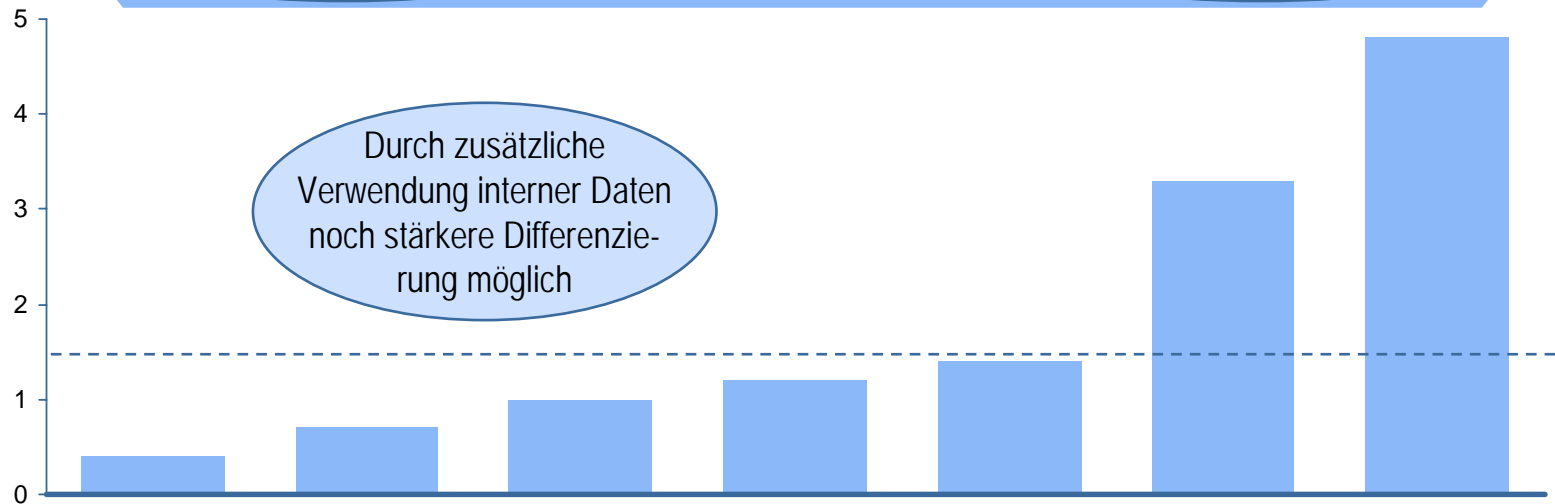 5
4
Durch zusätzliche
Verwendung interner Daten
3
noch stärkere Differenzie-
rung möglich
2
1
0